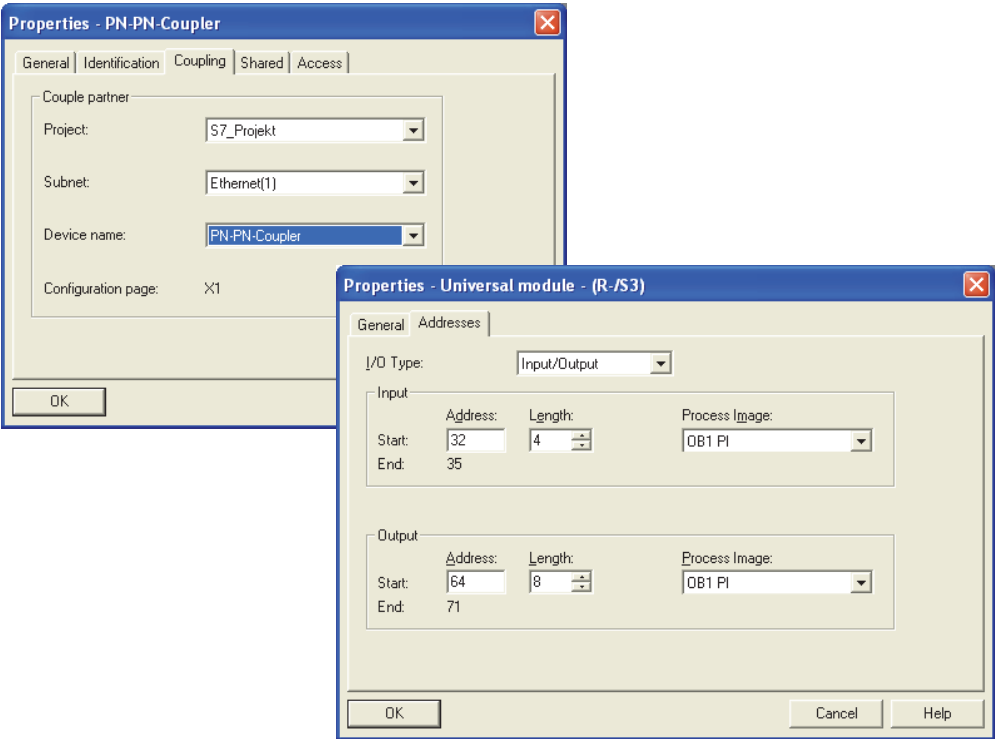 Properties - PN-PN-Coupler
General Identification Coupling Shared Access
Couple partner
Project: S7_Projekt
Subnet: Ethernet(1)
Device name: PN-PN-Coupler
Configuration page: X1
OK
Properties - Universal module - (R-/S3)
General Addresses
I/O Type: Input/Output
Input
Address: Length: Process Image:
Start: 32 4 OB1 PI
End: 35
Output
Address: Length: Process Image:
Start: 64 8 OB1 PI
End: 71
OK Cancel Help